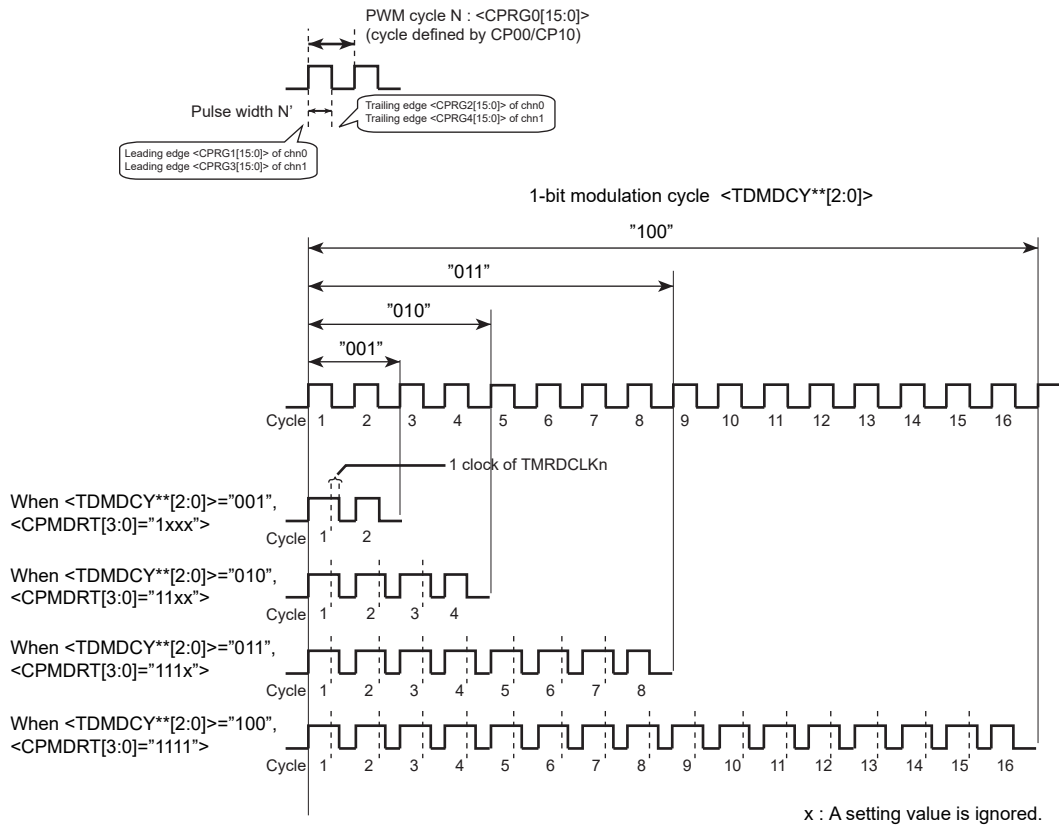 PWM cycle N : <CPRG0[15:0]>
(cycle defined by CP00/CP10)
Pulse width N'
Trailing edge <CPRG2[15:0]> of chn0
Trailing edge <CPRG4[15:0]> of chn1
Leading edge <CPRG1[15:0]> of chn0
Leading edge <CPRG3[15:0]> of chn1
1-bit modulation cycle <TDMDCY**[2:0]>
"100"
"011"
"010"
"001"
Cycle 1 2 3 4 5 6 7 8 9 10 11 12 13 14 15 16
1 clock of TMRDCLKn
When <TDMDCY**[2:0]>="001",
<CPMDRT[3:0]="1xxx">
Cycle 1 2
When <TDMDCY**[2:0]>="010",
<CPMDRT[3:0]="11xx">
Cycle 1 2 3 4
When <TDMDCY**[2:0]>="011",
<CPMDRT[3:0]="111x">
Cycle 1 2 3 4 5 6 7 8
When <TDMDCY**[2:0]>="100",
<CPMDRT[3:0]="1111">
Cycle 1 2 3 4 5 6 7 8 9 10 11 12 13 14 15 16
x : A setting value is ignored.